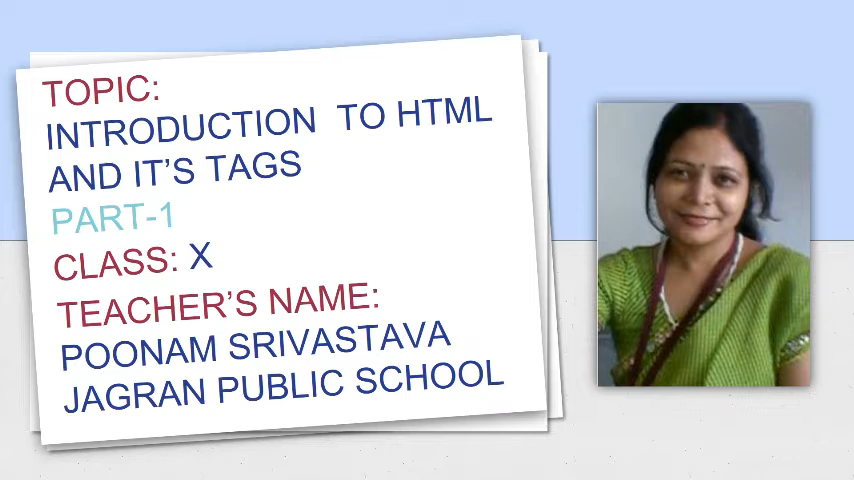 TOPIC:
INTRODUCTION TO HTML
AND IT’S TAGS
PART-1
CLASS: X
TEACHER’S NAME:
POONAM SRIVASTAVA
JAGRAN PUBLIC SCHOOL